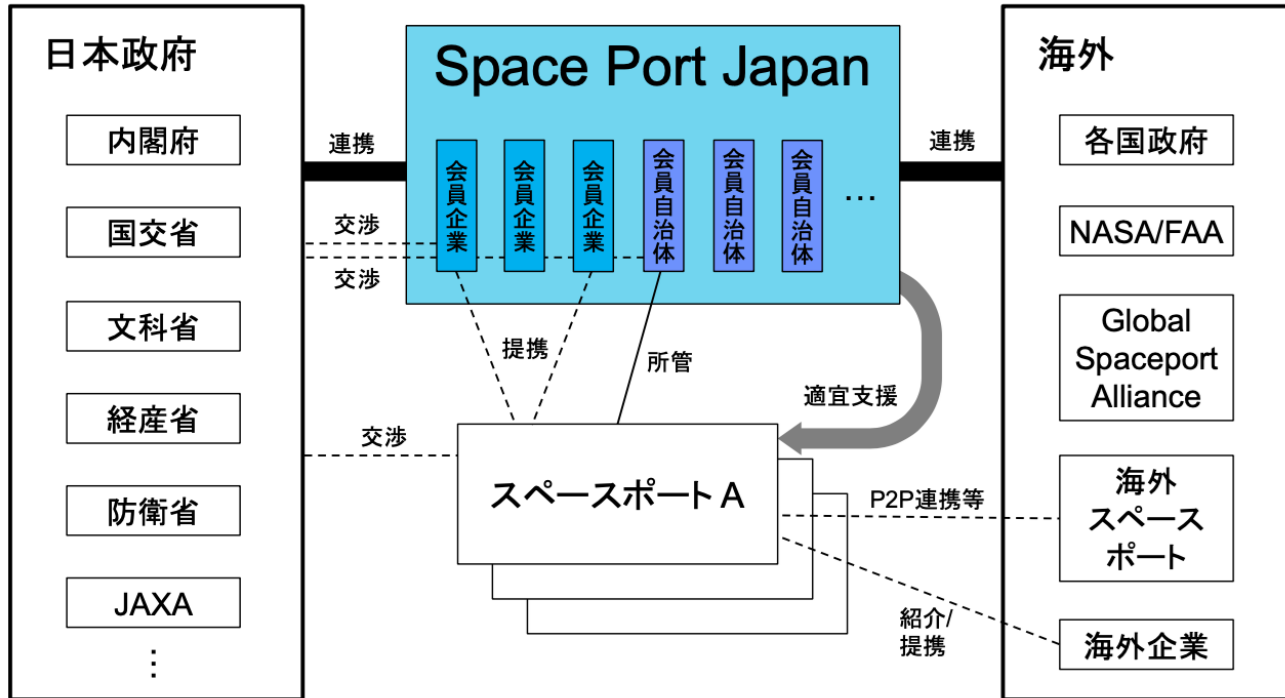 日本政府
内閣府
国交省
文科省
経産省
防衛省
JAXA
⋮
連携
交渉
交渉
交渉
Space Port Japan
会員企業
会員企業
会員企業
会員自治体
会員自治体
会員自治体
…
提携
所管
適宜支援
スペースポート A
連携
P2P連携等
紹介/
提携
海外
各国政府
NASA/FAA
Global
Spaceport
Alliance
海外
スペース
ポート
海外企業